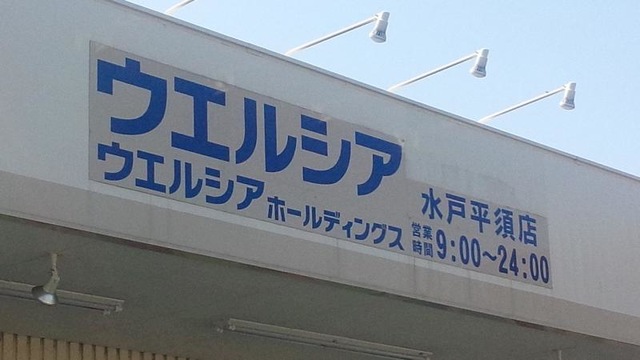 ウエルシア
ウエルシア ホールディングス
水戸平須店
営業時間 9:00～24:00